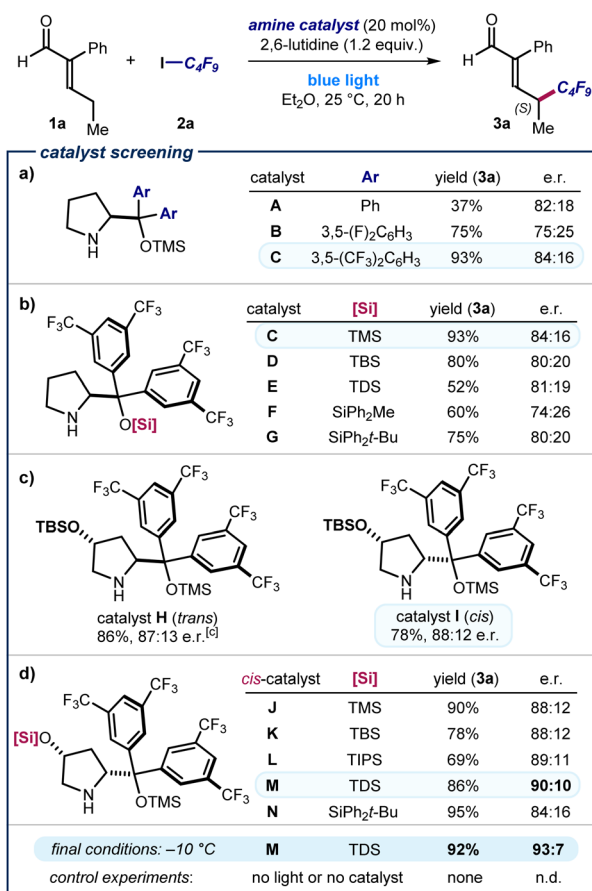 amine catalyst (20 mol%)
2,6-lutidine (1.2 equiv.)
blue light
Et2O, 25 °C, 20 h
O
H
Ph
Me
1a
+
I–C4F9
2a
O
H
Ph
C4F9
(S)
Me
3a
catalyst screening
a)
Ar
Ar
N
H
OTMS
catalyst Ar yield (3a) e.r.
A Ph 37% 82:18
B 3,5-(F)2C6H3 75% 75:25
C 3,5-(CF3)2C6H3 93% 84:16
b)
CF3
F3C
CF3
CF3
N
H
O[Si]
catalyst [Si] yield (3a) e.r.
C TMS 93% 84:16
D TBS 80% 80:20
E TDS 52% 81:19
F SiPh2Me 60% 74:26
G SiPh2t-Bu 75% 80:20
c)
CF3
F3C
TBSO
CF3
CF3
N
H
OTMS
catalyst H (trans)
86%, 87:13 e.r.[c]
CF3
F3C
TBSO
CF3
CF3
N
H
OTMS
catalyst I (cis)
78%, 88:12 e.r.
d)
CF3
F3C
[Si]O
CF3
CF3
N
H
OTMS
cis-catalyst [Si] yield (3a) e.r.
J TMS 90% 88:12
K TBS 78% 88:12
L TIPS 69% 89:11
M TDS 86% 90:10
N SiPh2t-Bu 95% 84:16
final conditions: –10 °C M TDS 92% 93:7
control experiments: no light or no catalyst none n.d.